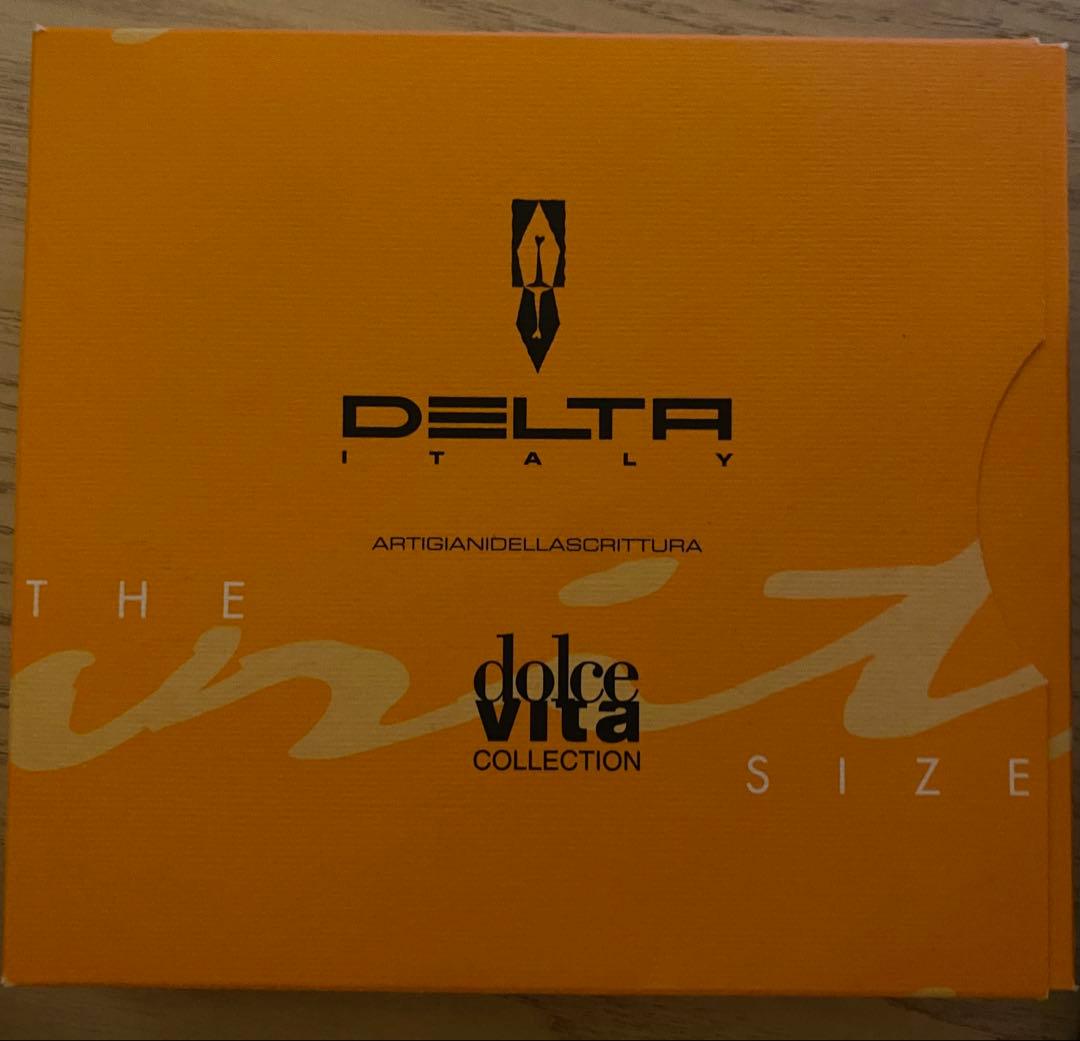 DELTA
ITALY
ARTIGIANIDELLASCRITTURA
THE
dolce
vita
COLLECTION
SIZE